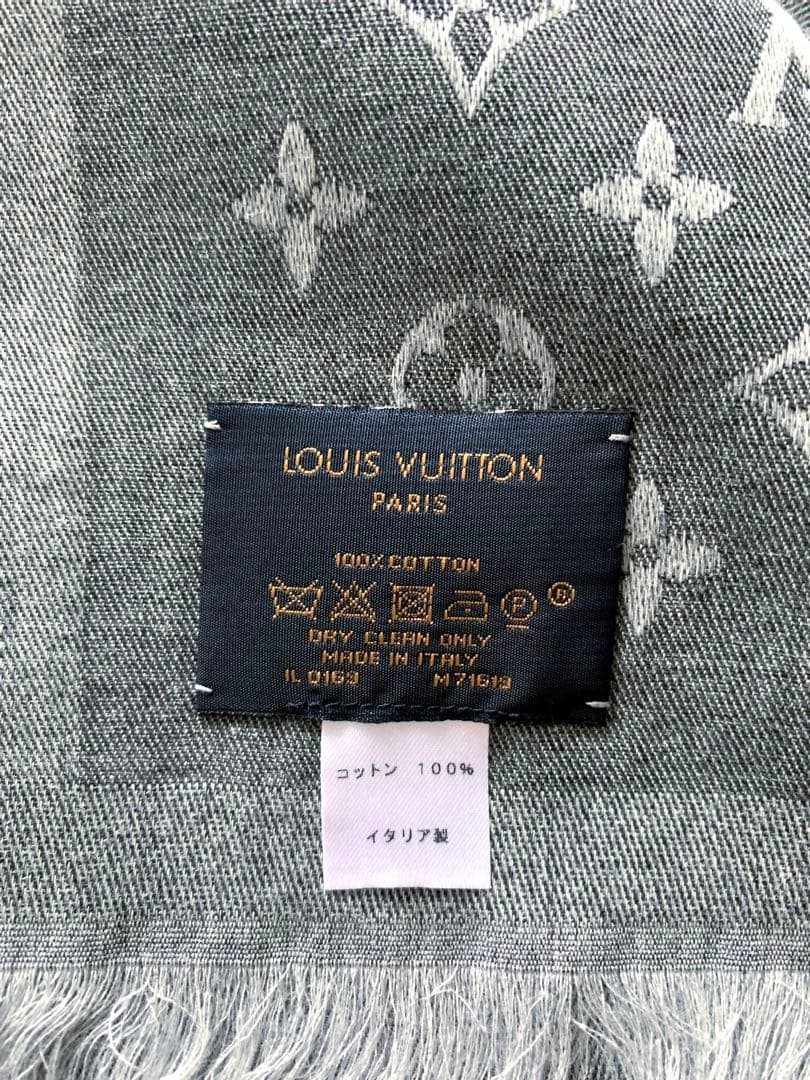 LOUIS VUITTON
PARIS
100% COTTON
P ®
DRY CLEAN ONLY
MADE IN ITALY
IL 0163 M71613
コットン 100%
イタリア製